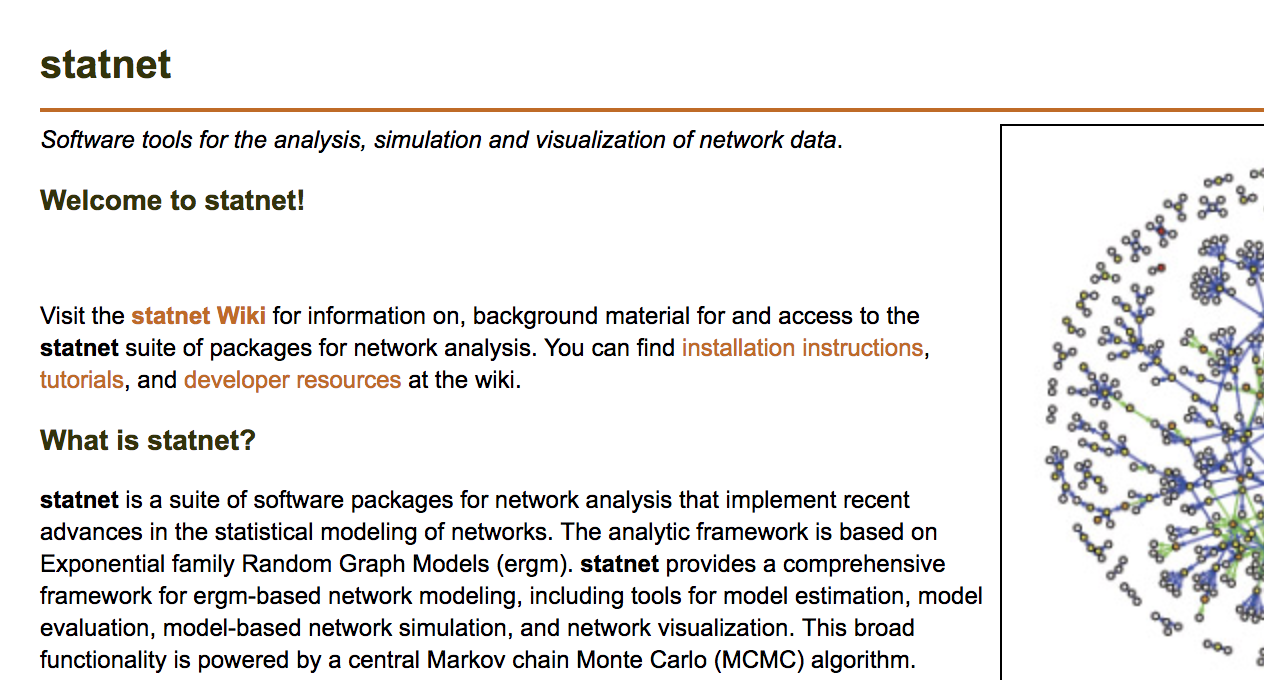 statnet
Software tools for the analysis, simulation and visualization of network data.
Welcome to statnet!
Visit the statnet Wiki for information on, background material for and access to the
statnet suite of packages for network analysis. You can find installation instructions,
tutorials, and developer resources at the wiki.
What is statnet?
statnet is a suite of software packages for network analysis that implement recent
advances in the statistical modeling of networks. The analytic framework is based on
Exponential family Random Graph Models (ergm). statnet provides a comprehensive
framework for ergm-based network modeling, including tools for model estimation, model
evaluation, model-based network simulation, and network visualization. This broad
functionality is powered by a central Markov chain Monte Carlo (MCMC) algorithm.